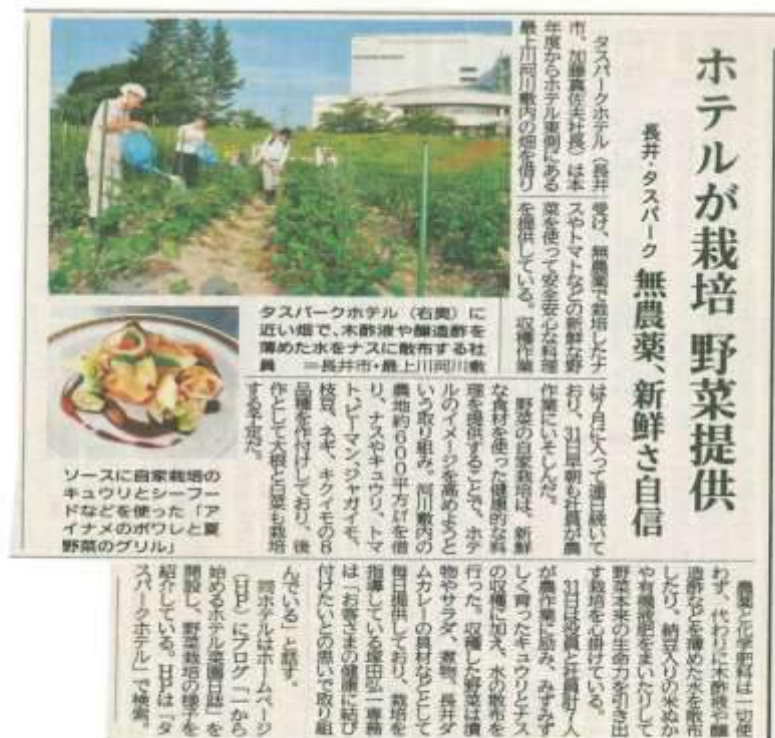 ホテルが栽培 野菜提供
長井・タスパーク
無農薬、新鮮さ自信
タスパークホテル(長井
市、加藤真佐夫社長)は本
年度からホテル東側にある
最上川河川敷内の畑を借り
受け、無農薬で栽培したナ
スやトマトなどの新鮮な野
菜を使って安全安心な料理
を提供している。収穫作業
は7月に入って連日続いて
おり、31日早朝も社員が農
作業にいそしんだ。
野菜の自家栽培は、新鮮
な食材を使った健康的な料
理を提供することで、ホテ
ルのイメージを高めようと
いう取り組み。河川敷内の
農地約600平方㍍を借
り、ナスやキュウリ、トマ
ト、ピーマン、ジャガイモ、
枝豆、ネギ、キクイモの8
品種を作付けしており、後
作として大根と白菜も栽培
する予定だ。
農薬と化学肥料は一切使
わず、代わりに木酢液や醸
造酢などを薄めた水を散布
したり、納豆入りの米ぬか
や有機液肥をまいたりして
野菜本来の生命力を引き出
す栽培を心掛けている。
31日は役員と社員計7人
が農作業に励み、みずみず
しく育ったキュウリとナス
の収穫に加え、水の散布を
行った。収穫した野菜は漬
物やサラダ、煮物、長井ダ
ムカレーの具材などとして
毎日提供しており、栽培を
指導している塚田弘一専務
は「お客さまの健康に結び
付けたいとの思いで取り組
んでいる」と話す。
同ホテルはホームページ
(HP)にブログ「一から
始めるホテル菜園日誌」を
開設し、野菜栽培の様子を
紹介している。HPは「タ
スパークホテル」で検索。
タスパークホテル(右奥)に
近い畑で、木酢液や醸造酢を
薄めた水をナスに散布する社
員 =長井市・最上川河川敷
ソースに自家栽培の
キュウリとシーフー
ドなどを使った「ア
イナメのポワレと夏
野菜のグリル」